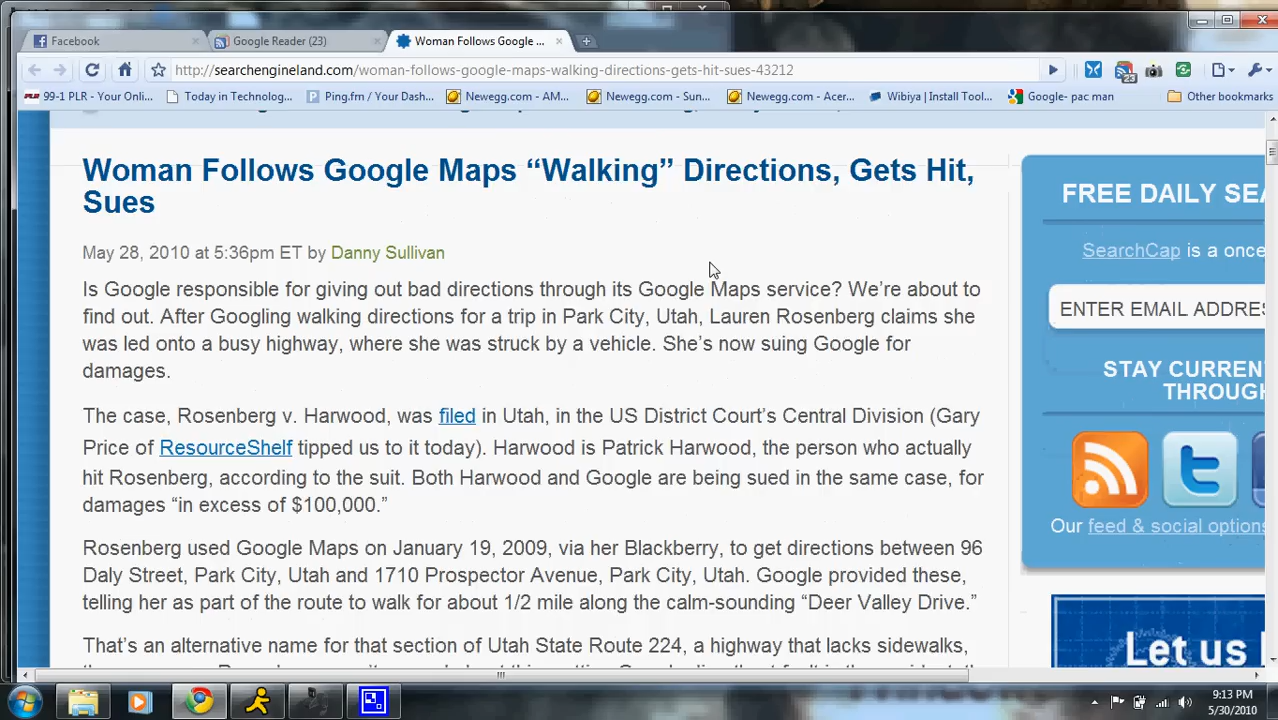 Facebook
Google Reader (23)
Woman Follows Google ...
http://searchengineland.com/woman-follows-google-maps-walking-directions-gets-hit-sues-43212
23
99-1 PLR - Your Onli...
Today in Technolog...
Ping.fm / Your Dash...
Newegg.com - AM...
Newegg.com - Sun...
Newegg.com - Acer...
Wibiya | Install Tool...
Google- pac man
Other bookmarks
Woman Follows Google Maps “Walking” Directions, Gets Hit,
Sues
May 28, 2010 at 5:36pm ET by Danny Sullivan
Is Google responsible for giving out bad directions through its Google Maps service? We’re about to
find out. After Googling walking directions for a trip in Park City, Utah, Lauren Rosenberg claims she
was led onto a busy highway, where she was struck by a vehicle. She’s now suing Google for
damages.
The case, Rosenberg v. Harwood, was filed in Utah, in the US District Court’s Central Division (Gary
Price of ResourceShelf tipped us to it today). Harwood is Patrick Harwood, the person who actually
hit Rosenberg, according to the suit. Both Harwood and Google are being sued in the same case, for
damages “in excess of $100,000.”
Rosenberg used Google Maps on January 19, 2009, via her Blackberry, to get directions between 96
Daly Street, Park City, Utah and 1710 Prospector Avenue, Park City, Utah. Google provided these,
telling her as part of the route to walk for about 1/2 mile along the calm-sounding “Deer Valley Drive.”
That’s an alternative name for that section of Utah State Route 224, a highway that lacks sidewalks,
FREE DAILY SEA
SearchCap is a once
ENTER EMAIL ADDRES
STAY CURREN
THROUGH
Our feed & social options
Let us
9:13 PM
5/30/2010